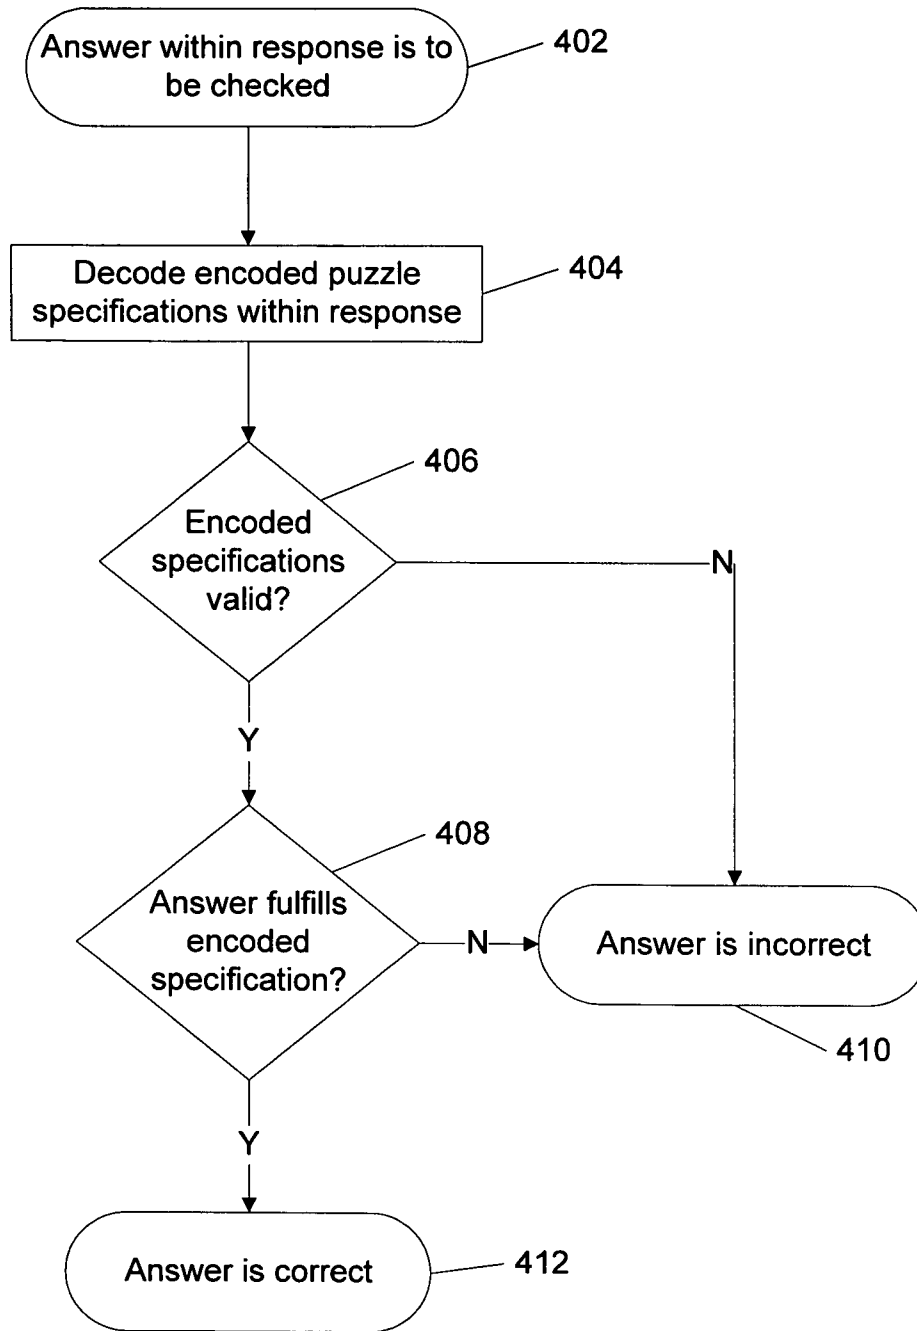 Answer within response is to
be checked
402
Decode encoded puzzle
specifications within response
404
406
Encoded
specifications
valid?
N
Y
408
Answer fulfills
encoded
specification?
N
Answer is incorrect
410
Y
Answer is correct
412